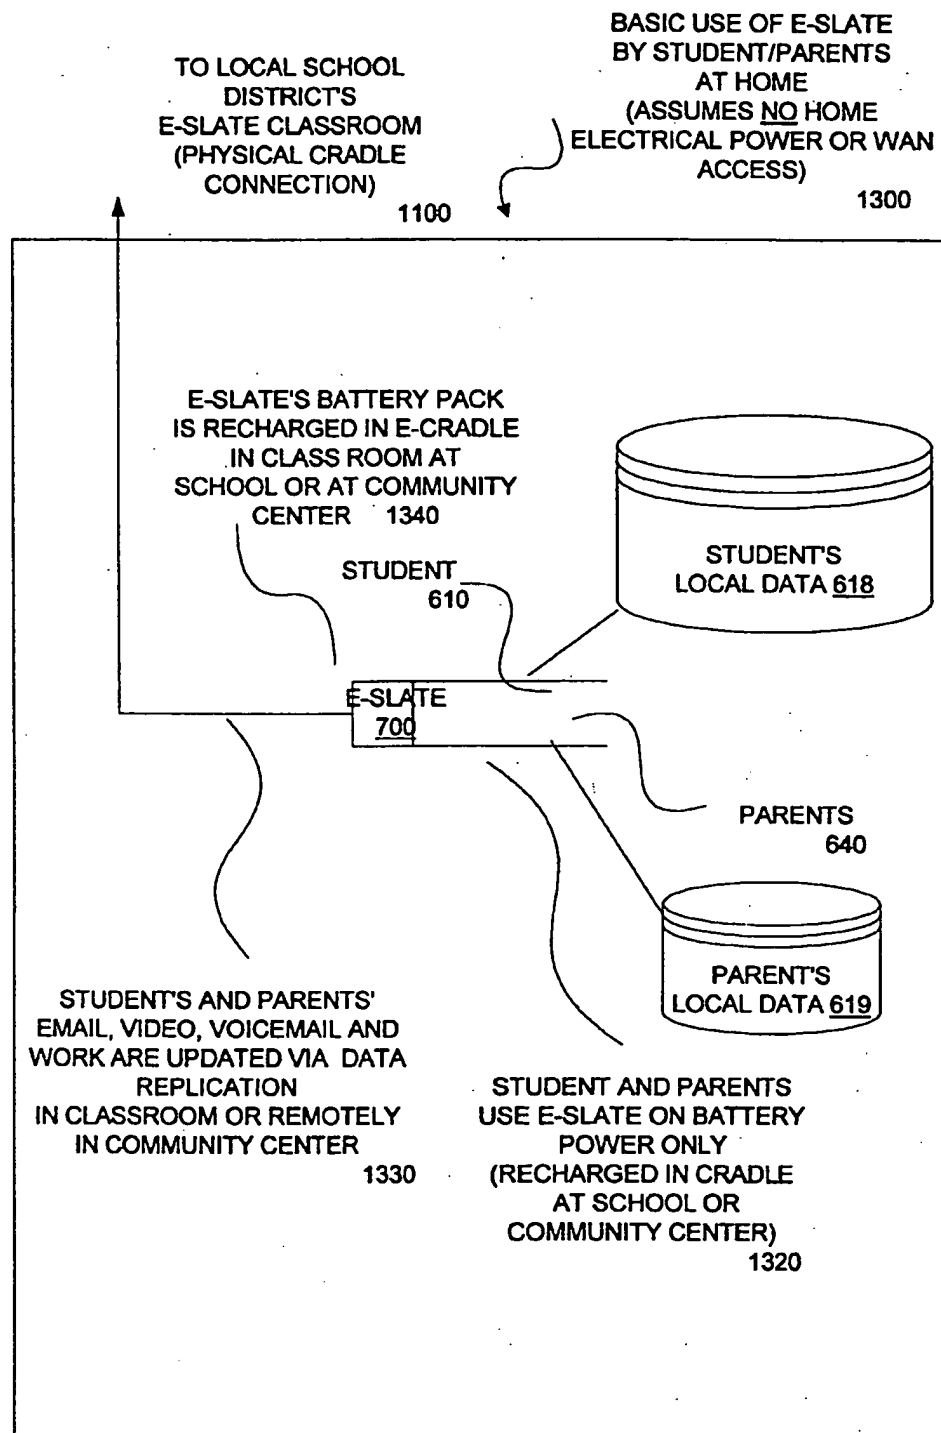 TO LOCAL SCHOOL
DISTRICT'S
E-SLATE CLASSROOM
(PHYSICAL CRADLE
CONNECTION)
1100
BASIC USE OF E-SLATE
BY STUDENT/PARENTS
AT HOME
(ASSUMES NO HOME
ELECTRICAL POWER OR WAN
ACCESS)
1300
E-SLATE'S BATTERY PACK
IS RECHARGED IN E-CRADLE
IN CLASS ROOM AT
SCHOOL OR AT COMMUNITY
CENTER 1340
STUDENT
610
STUDENT'S
LOCAL DATA 618
E-SLATE
700
PARENTS
640
PARENT'S
LOCAL DATA 619
STUDENT'S AND PARENTS'
EMAIL, VIDEO, VOICEMAIL AND
WORK ARE UPDATED VIA DATA
REPLICATION
IN CLASSROOM OR REMOTELY
IN COMMUNITY CENTER
1330
STUDENT AND PARENTS
USE E-SLATE ON BATTERY
POWER ONLY
(RECHARGED IN CRADLE
AT SCHOOL OR
COMMUNITY CENTER)
1320